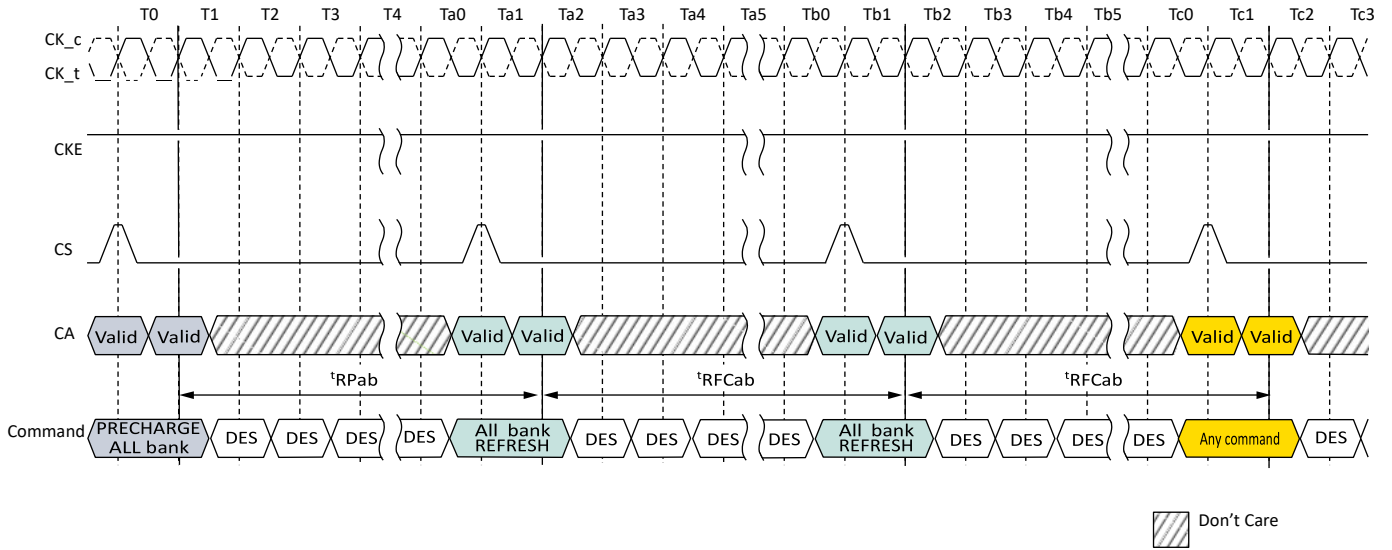 T0 T1 T2 T3 T4 Ta0 Ta1 Ta2 Ta3 Ta4 Ta5 Tb0 Tb1 Tb2 Tb3 Tb4 Tb5 Tc0 Tc1 Tc2 Tc3
CK_c
CK_t
CKE
CS
CA Valid Valid Valid Valid Valid Valid Valid Valid
tRPab tRFCab tRFCab
Command PRECHARGE ALL bank DES DES DES DES All bank REFRESH DES DES DES DES All bank REFRESH DES DES DES DES Any command DES
Don't Care